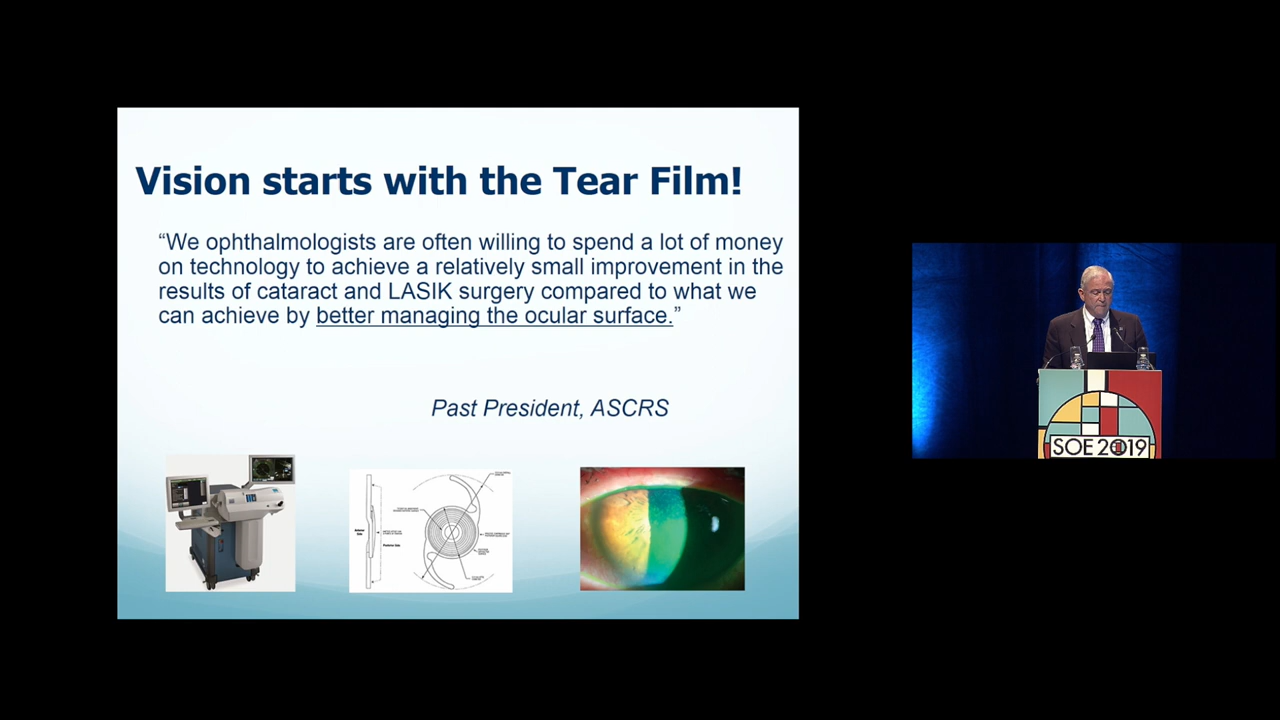 Vision starts with the Tear Film!
“We ophthalmologists are often willing to spend a lot of money
on technology to achieve a relatively small improvement in the
results of cataract and LASIK surgery compared to what we
can achieve by better managing the ocular surface.”
Past President, ASCRS
SOE 2019